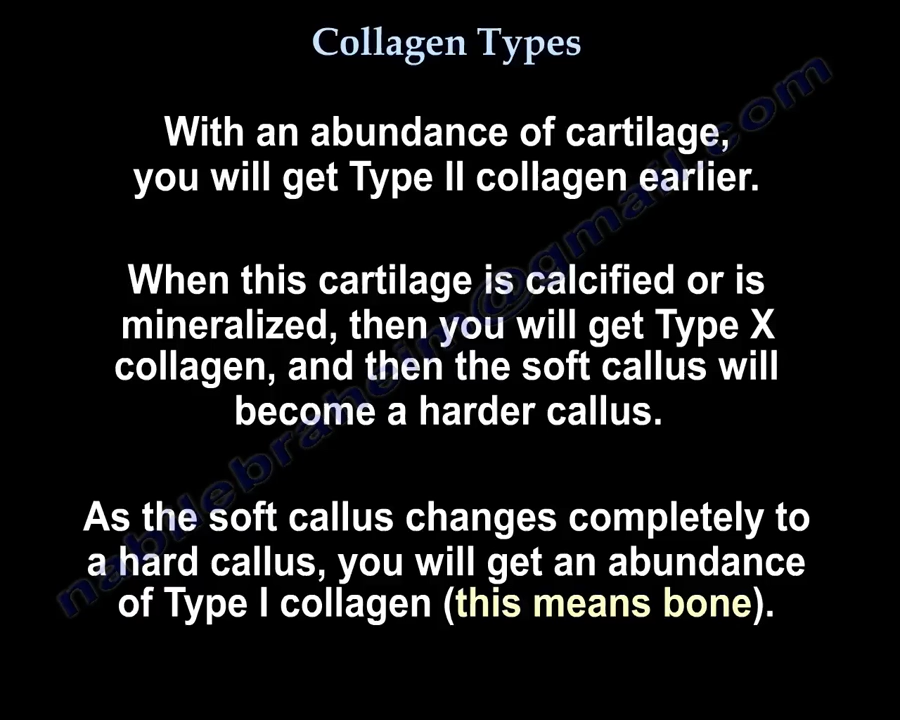 Collagen Types
With an abundance of cartilage,
you will get Type II collagen earlier.
When this cartilage is calcified or is
mineralized, then you will get Type X
collagen, and then the soft callus will
become a harder callus.
As the soft callus changes completely to
a hard callus, you will get an abundance
of Type I collagen (this means bone).
nabilebraheim@gmail.com